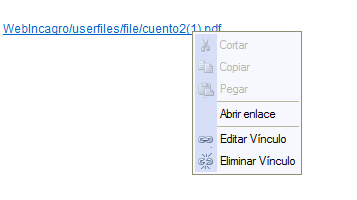 WebIncagro/userfiles/file/cuento2(1).pdf
Cortar
Copiar
Pegar
Abrir enlace
Editar Vínculo
Eliminar Vínculo